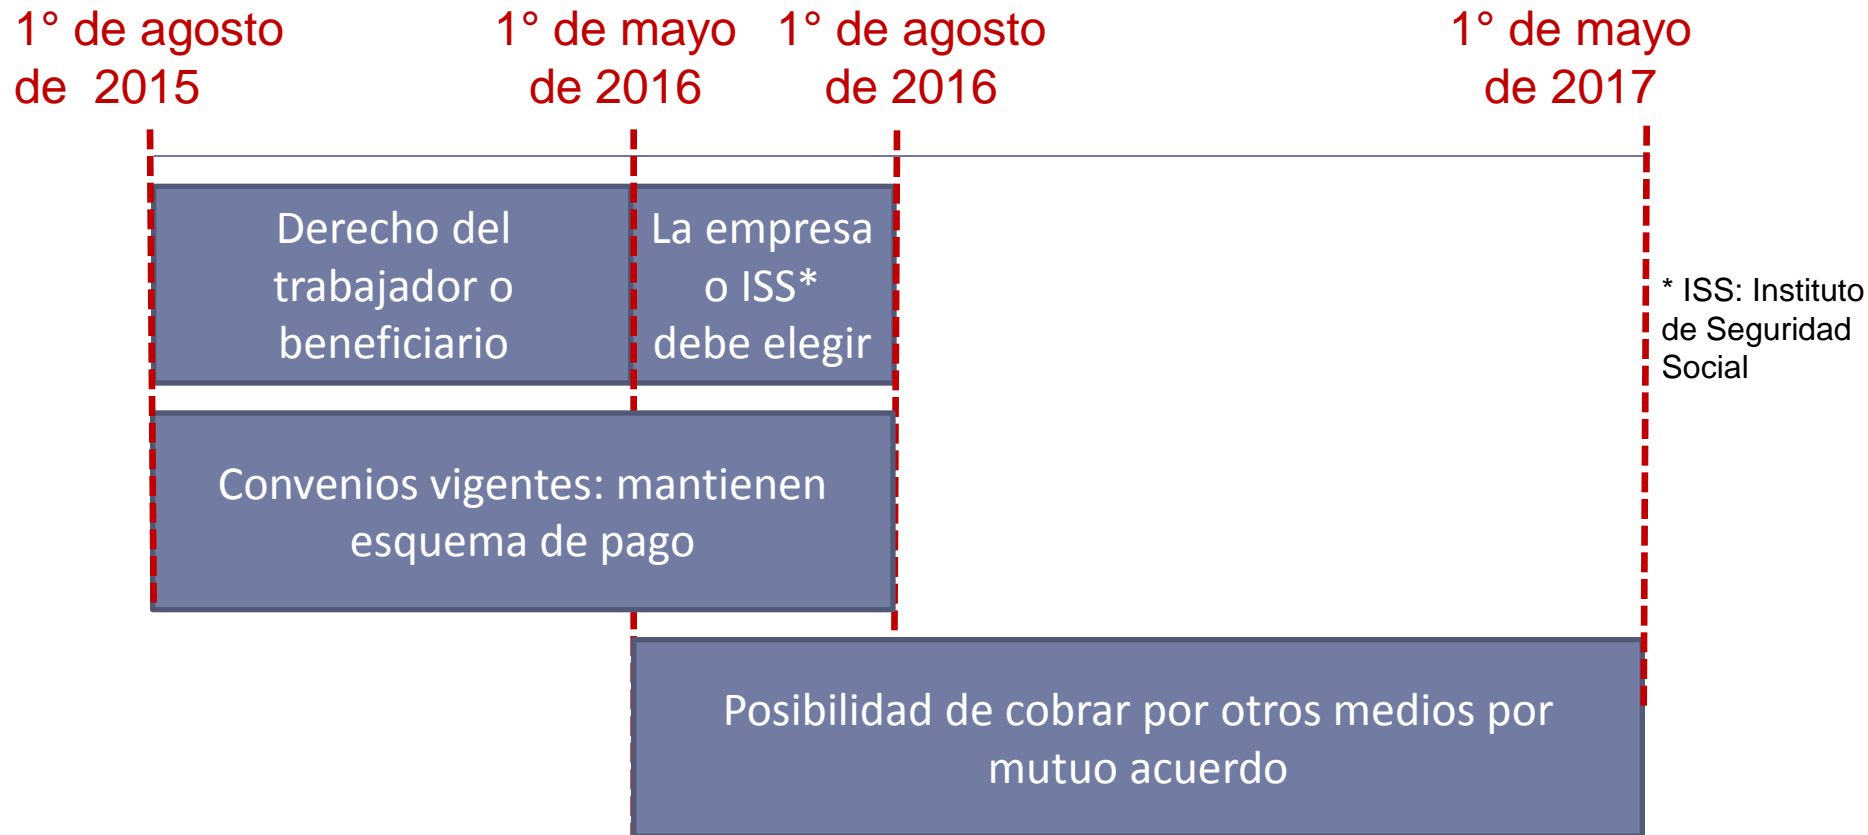 1° de agosto
de 2015
1° de mayo
de 2016
1° de agosto
de 2016
1° de mayo
de 2017
Derecho del
trabajador o
beneficiario
La empresa
o ISS*
debe elegir
* ISS: Instituto
de Seguridad
Social
Convenios vigentes: mantienen
esquema de pago
Posibilidad de cobrar por otros medios por
mutuo acuerdo